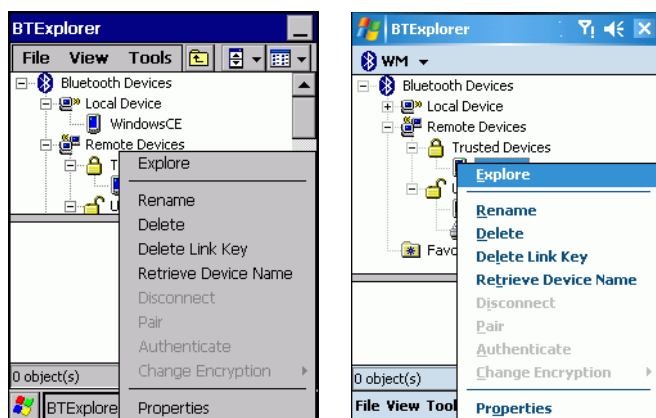 BTExplorer
File View Tools
Bluetooth Devices
Local Device
WindowsCE
Remote Devices
T
Explore
U
Rename
Delete
Delete Link Key
Retrieve Device Name
Disconnect
Pair
Authenticate
Change Encryption
0 object(s)
BTExplore
Properties
BTExplorer
WM
Bluetooth Devices
Local Device
Remote Devices
Trusted Devices
Explore
U
Rename
Delete
Favo
Delete Link Key
Retrieve Device Name
Disconnect
Pair
Authenticate
Change Encryption
0 object(s)
File View Tool
Properties